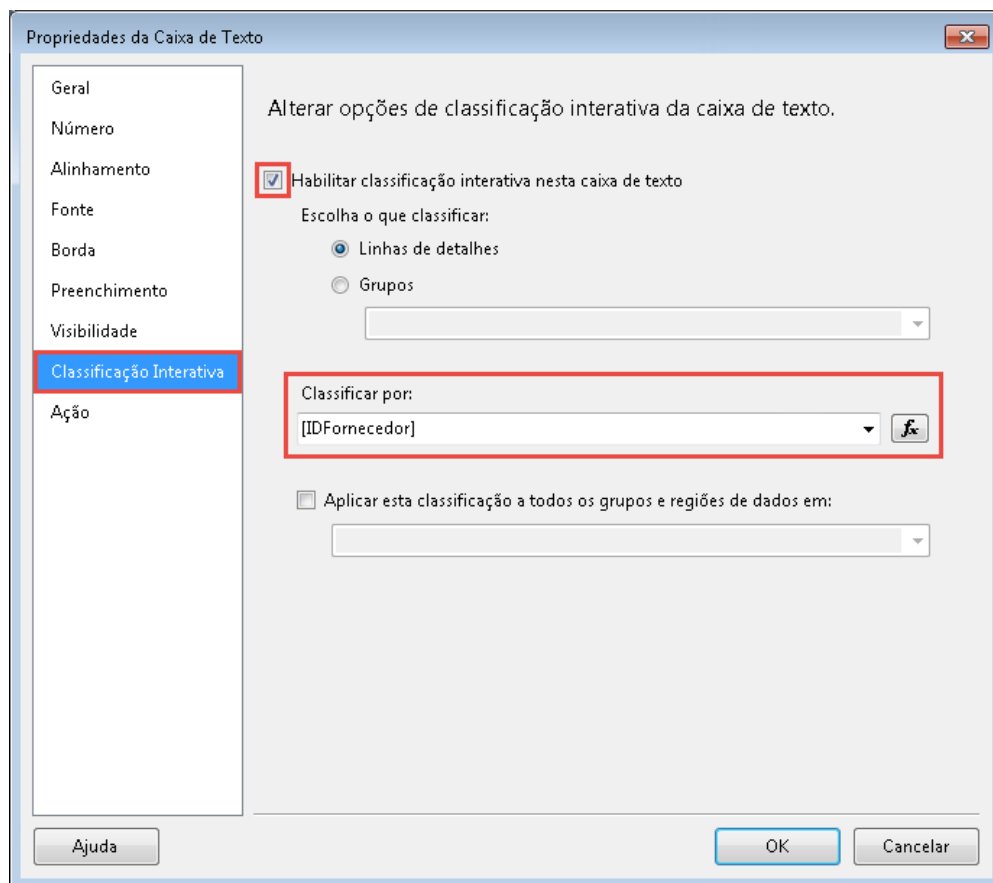 Propriedades da Caixa de Texto
Geral
Número
Alinhamento
Fonte
Borda
Preenchimento
Visibilidade
Classificação Interativa
Ação
Alterar opções de classificação interativa da caixa de texto.
Habilitar classificação interativa nesta caixa de texto
Escolha o que classificar:
Linhas de detalhes
Grupos
Classificar por:
[IDFornecedor]
fx
Aplicar esta classificação a todos os grupos e regiões de dados em:
Ajuda
OK
Cancelar